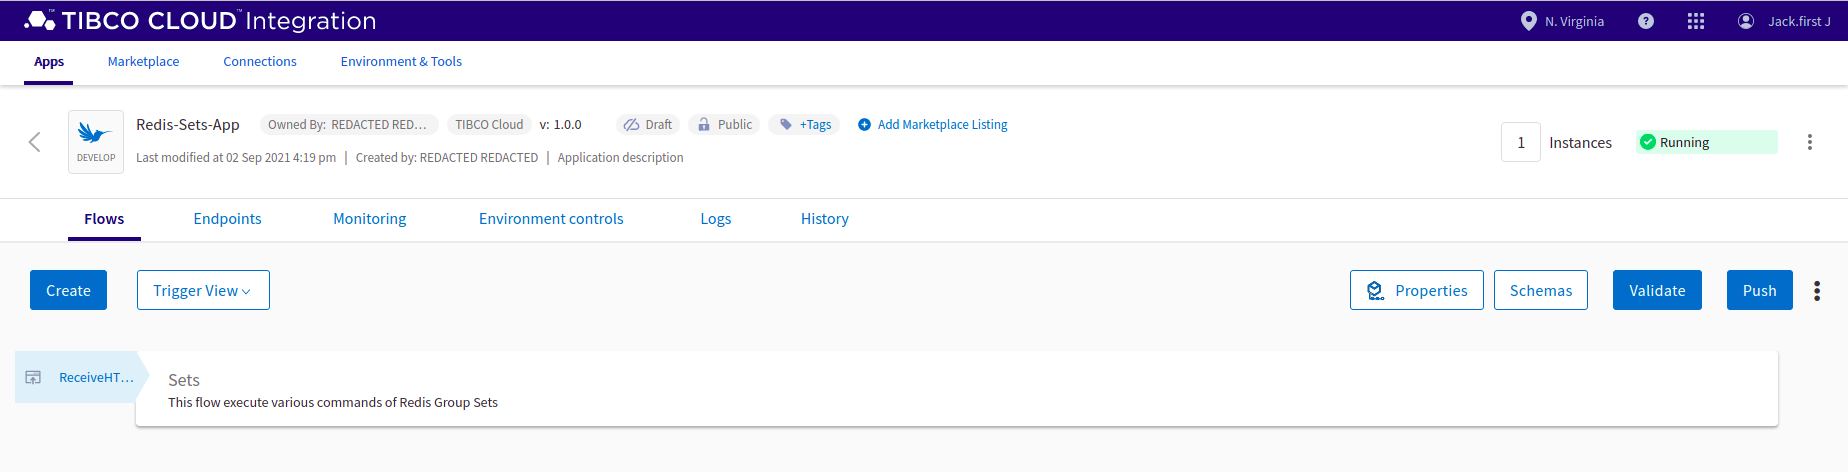 TIBCO CLOUD™ Integration
N. Virginia
?
Jack.first J
Apps
Marketplace
Connections
Environment & Tools
DEVELOP
Redis-Sets-App
Owned By: REDACTED RED...
TIBCO Cloud
v: 1.0.0
Draft
Public
+Tags
Add Marketplace Listing
Last modified at 02 Sep 2021 4:19 pm | Created by: REDACTED REDACTED | Application description
1
Instances
Running
Flows
Endpoints
Monitoring
Environment controls
Logs
History
Create
Trigger View
Properties
Schemas
Validate
Push
ReceiveHT...
Sets
This flow execute various commands of Redis Group Sets